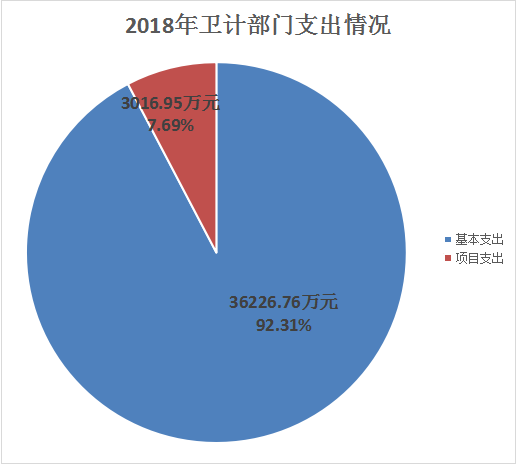 2018年卫计部门支出情况
3016.95万元
7.69%
36226.76万元
92.31%
基本支出
项目支出